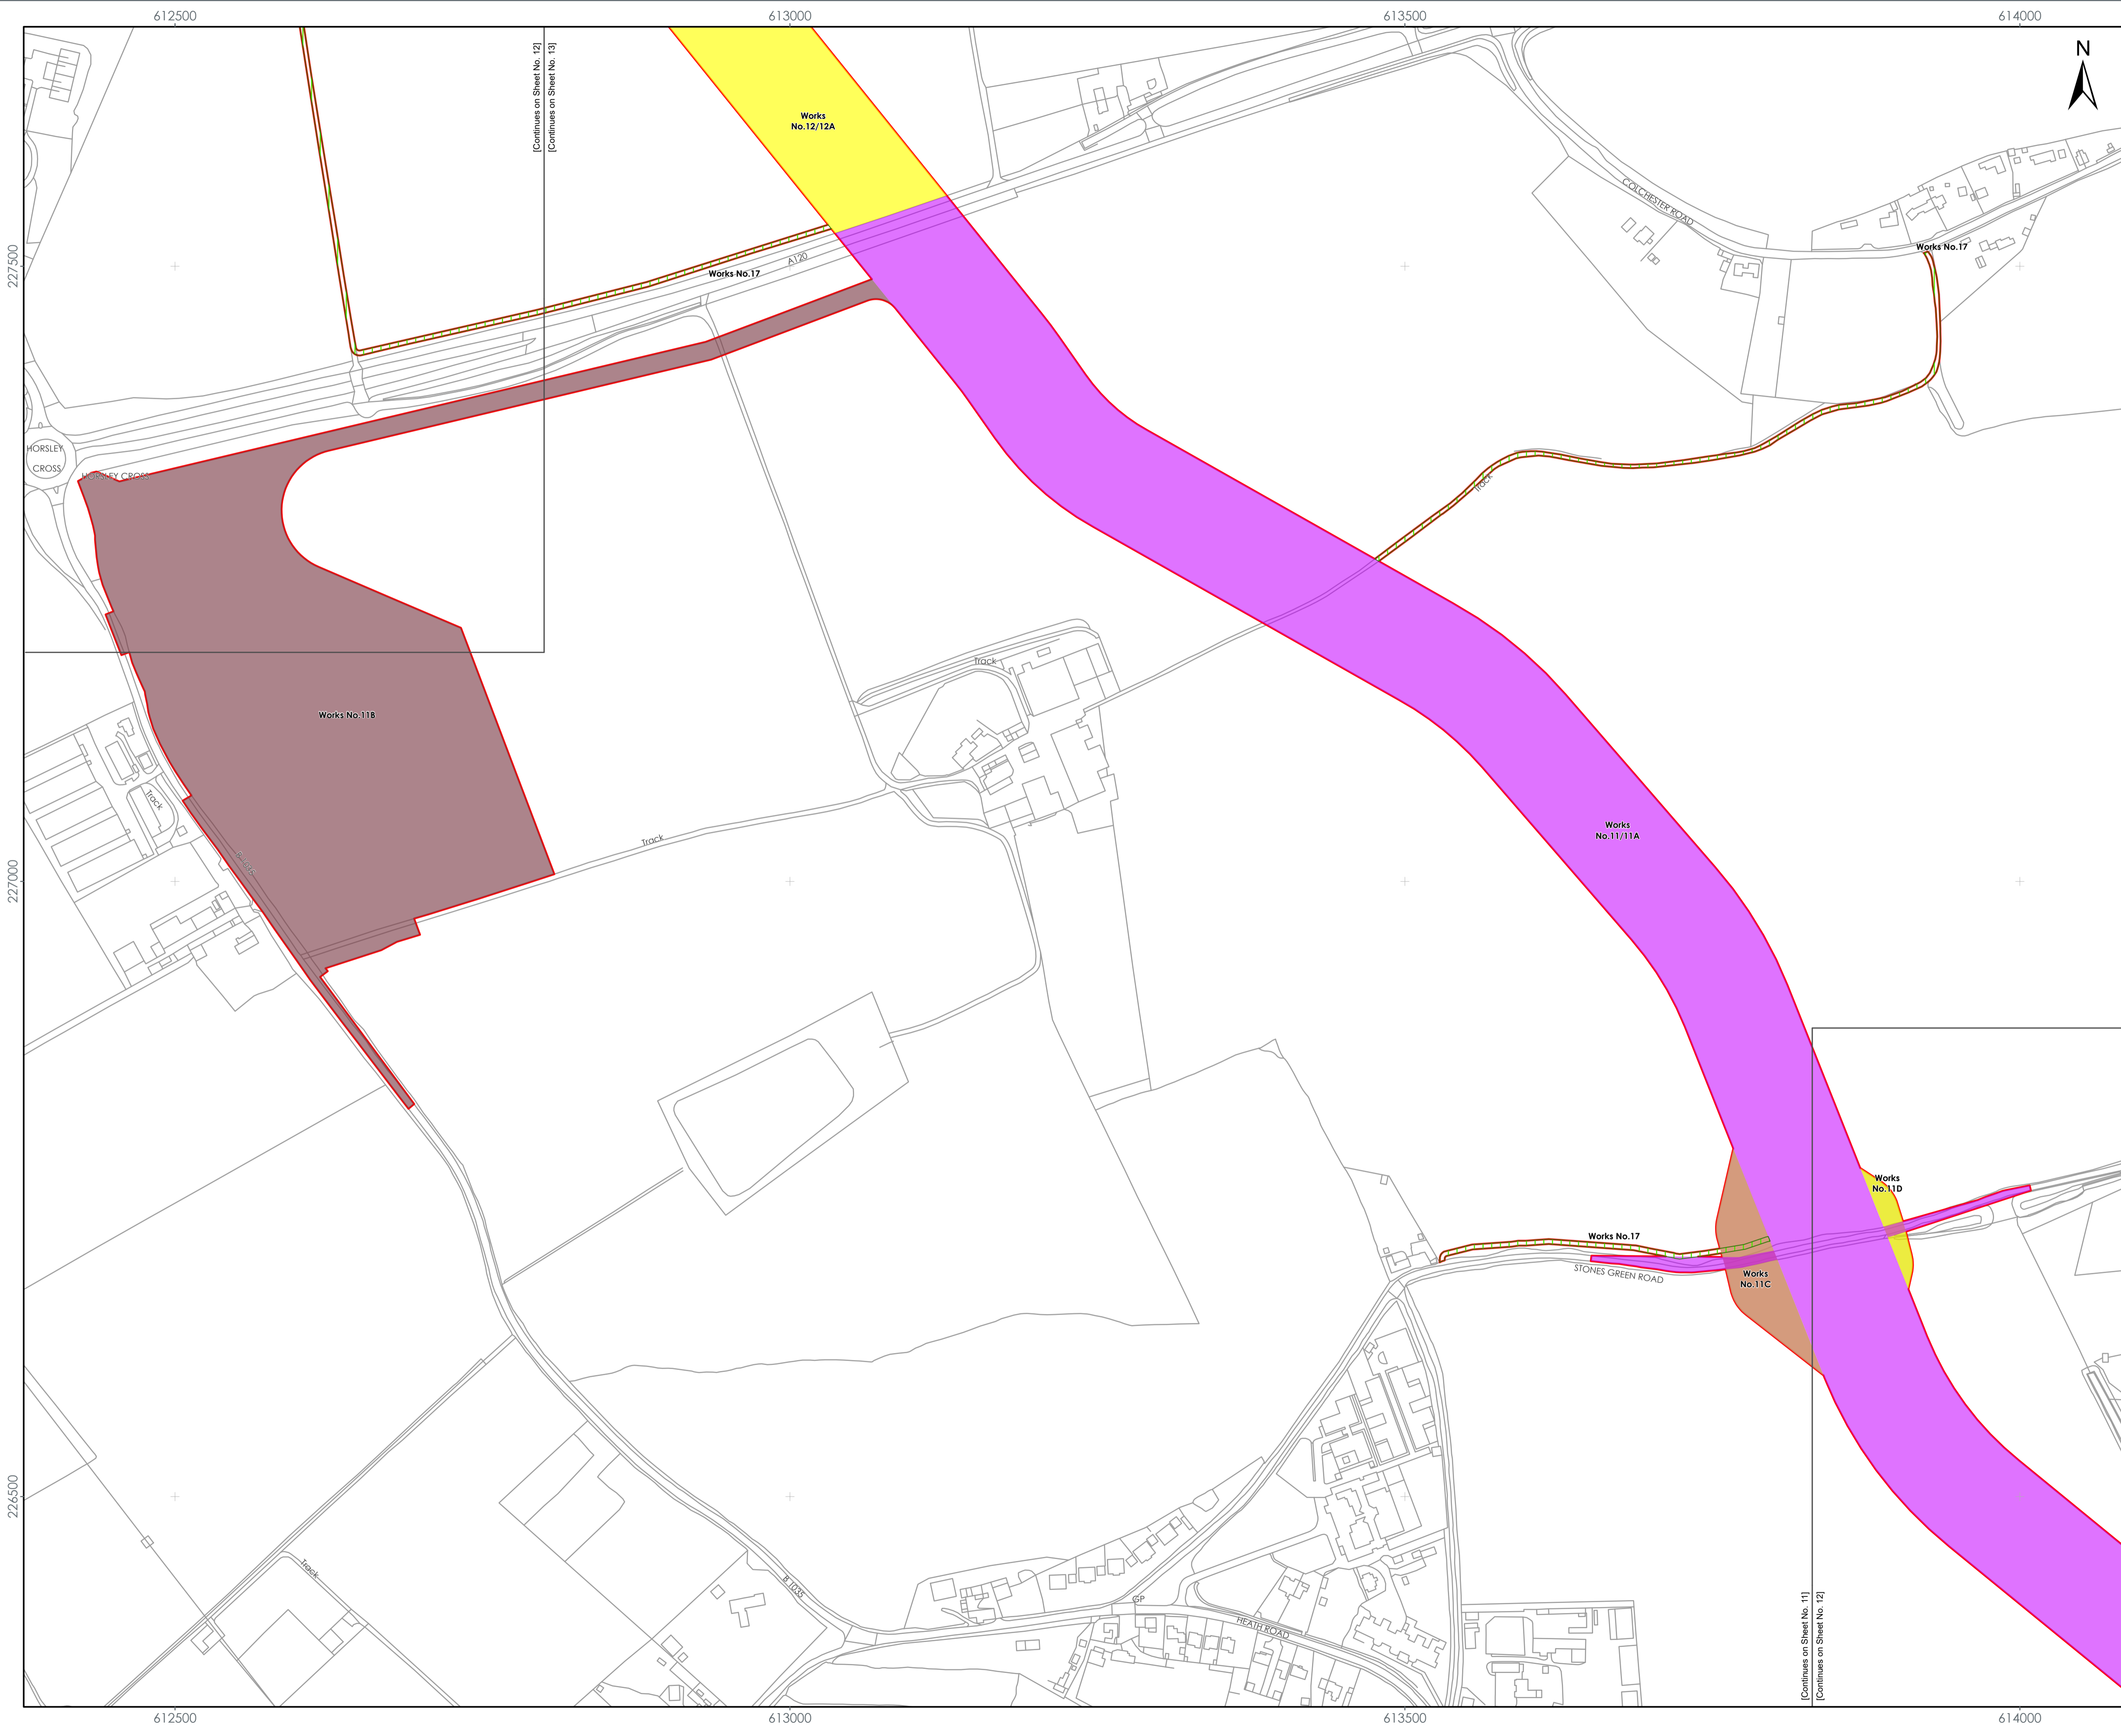 612500
613000
613500
614000
N
[Continues on Sheet No. 12]
[Continues on Sheet No. 13]
Works
No.12/12A
COLCHESTER ROAD
Works No.17
227500
A120
Works No.17
HORSLEY
CROSS
HORSLEY CROSS
Track
Track
Works No.11B
Track
Track
227000
Works
No.11/11A
Works
No.11D
Works No.17
STONES GREEN ROAD
Works
No.11C
226500
Track
B 1035
GP
HEATH ROAD
[Continues on Sheet No. 11]
[Continues on Sheet No. 12]
612500
613000
613500
614000